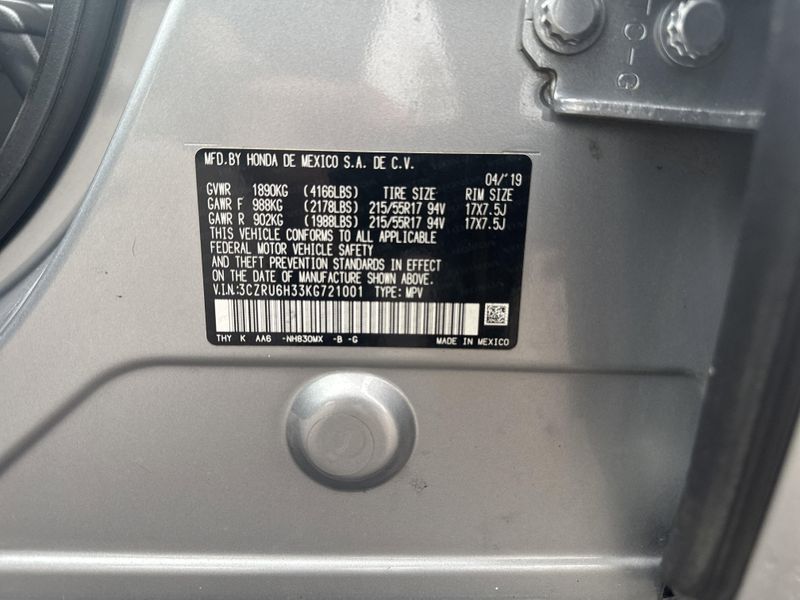 MFD.BY HONDA DE MEXICO S.A. DE C.V.
04/'19
GVWR 1890KG (4166LBS) TIRE SIZE RIM SIZE
GAWR F 988KG (2178LBS) 215/55R17 94V 17X7.5J
GAWR R 902KG (1988LBS) 215/55R17 94V 17X7.5J
THIS VEHICLE CONFORMS TO ALL APPLICABLE
FEDERAL MOTOR VEHICLE SAFETY
AND THEFT PREVENTION STANDARDS IN EFFECT
ON THE DATE OF MANUFACTURE SHOWN ABOVE.
V.I.N:3CZRU6H33KG721001 TYPE: MPV
THY K AA6 -NH830MX -B -G MADE IN MEXICO